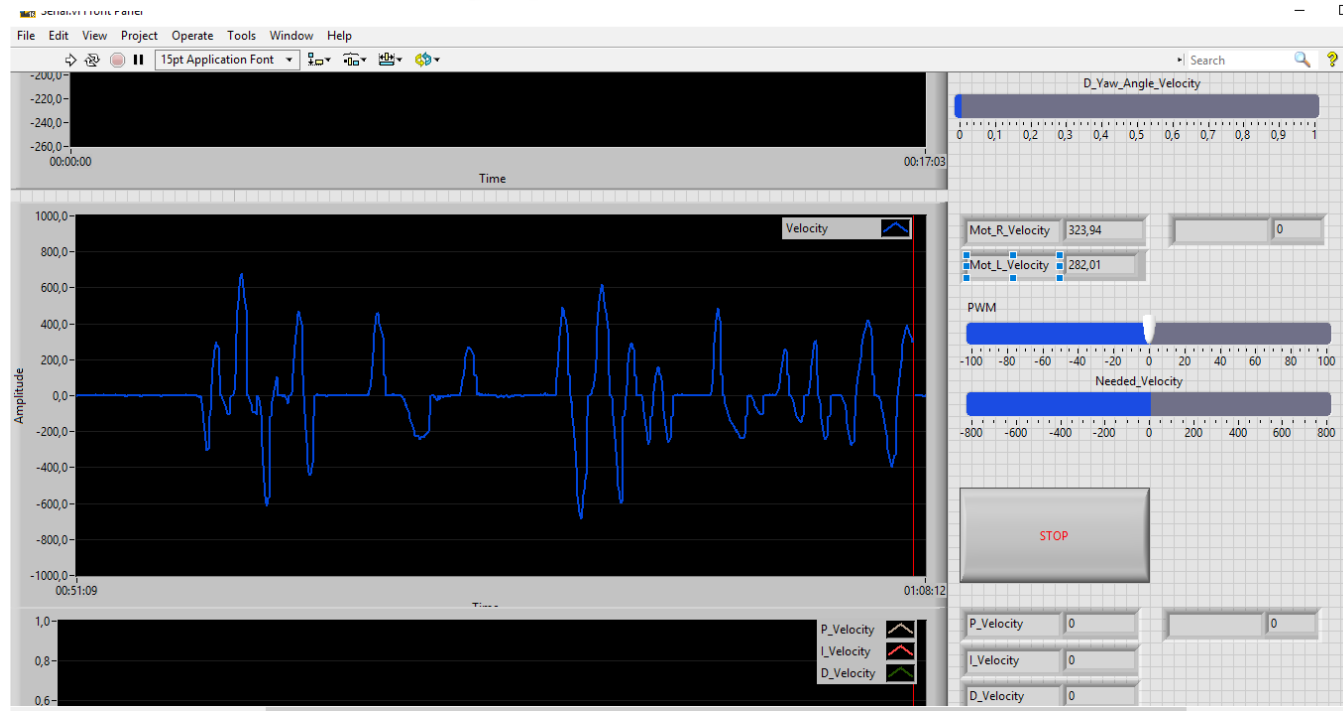 Serial.vi Front Panel
File Edit View Project Operate Tools Window Help
15pt Application Font
Search
-200,0
-220,0
-240,0
-260,0
00:00:00 00:17:03
Time
D_Yaw_Angle_Velocity
0 0,1 0,2 0,3 0,4 0,5 0,6 0,7 0,8 0,9 1
Velocity
Amplitude
1000,0
800,0
600,0
400,0
200,0
0,0
-200,0
-400,0
-600,0
-800,0
-1000,0
00:51:09 01:08:12
Time
Mot_R_Velocity 323,94
0
Mot_L_Velocity 282,01
PWM
-100 -80 -60 -40 -20 0 20 40 60 80 100
Needed_Velocity
-800 -600 -400 -200 0 200 400 600 800
STOP
1,0
0,8
0,6
P_Velocity
I_Velocity
D_Velocity
P_Velocity 0
0
I_Velocity 0
D_Velocity 0